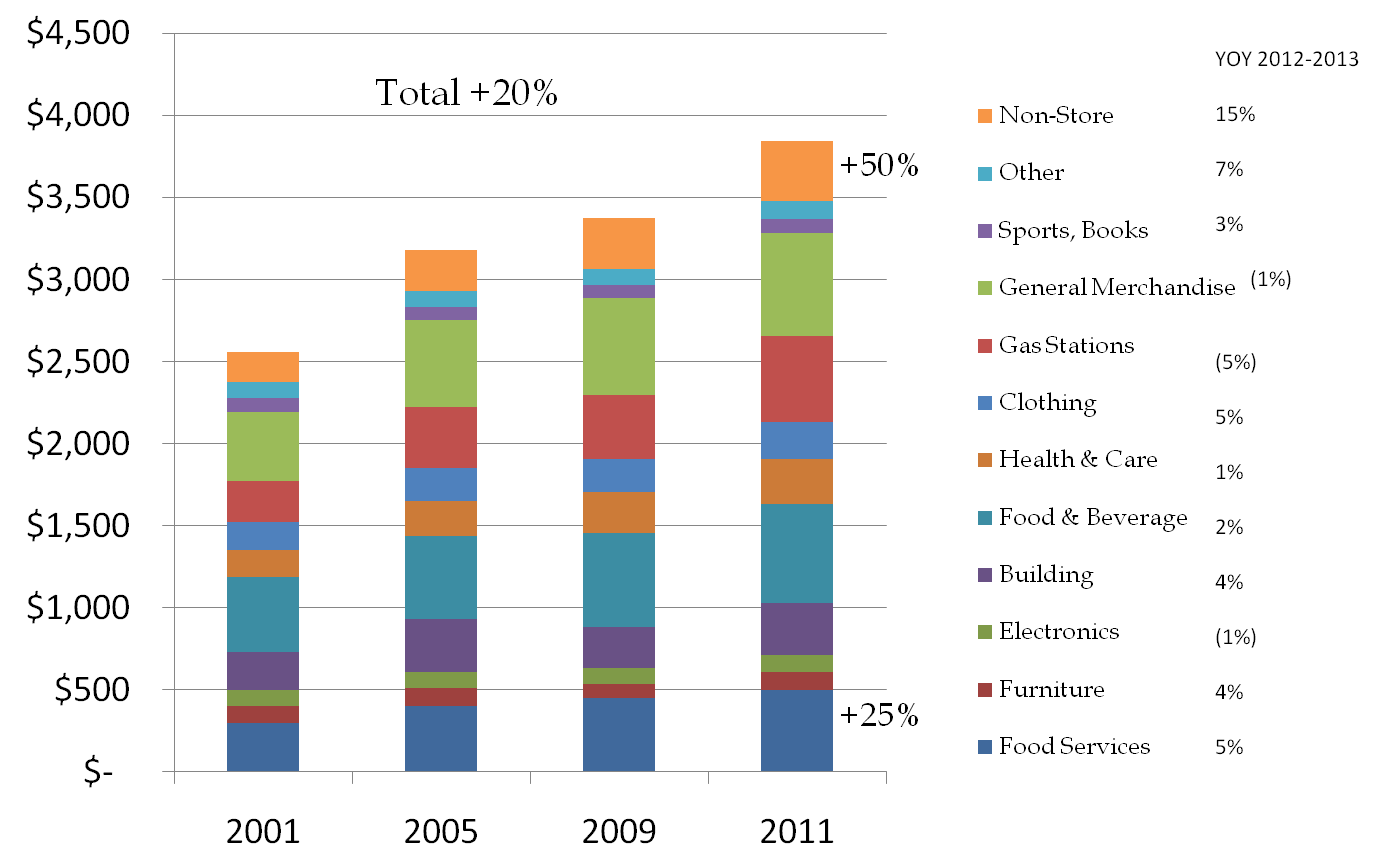 $4,500
$4,000
$3,500
$3,000
$2,500
$2,000
$1,500
$1,000
$500
$-
2001 2005 2009 2011
Total +20%
+50%
+25%
YOY 2012-2013
Non-Store 15%
Other 7%
Sports, Books 3%
General Merchandise (1%)
Gas Stations (5%)
Clothing 5%
Health & Care 1%
Food & Beverage 2%
Building 4%
Electronics (1%)
Furniture 4%
Food Services 5%